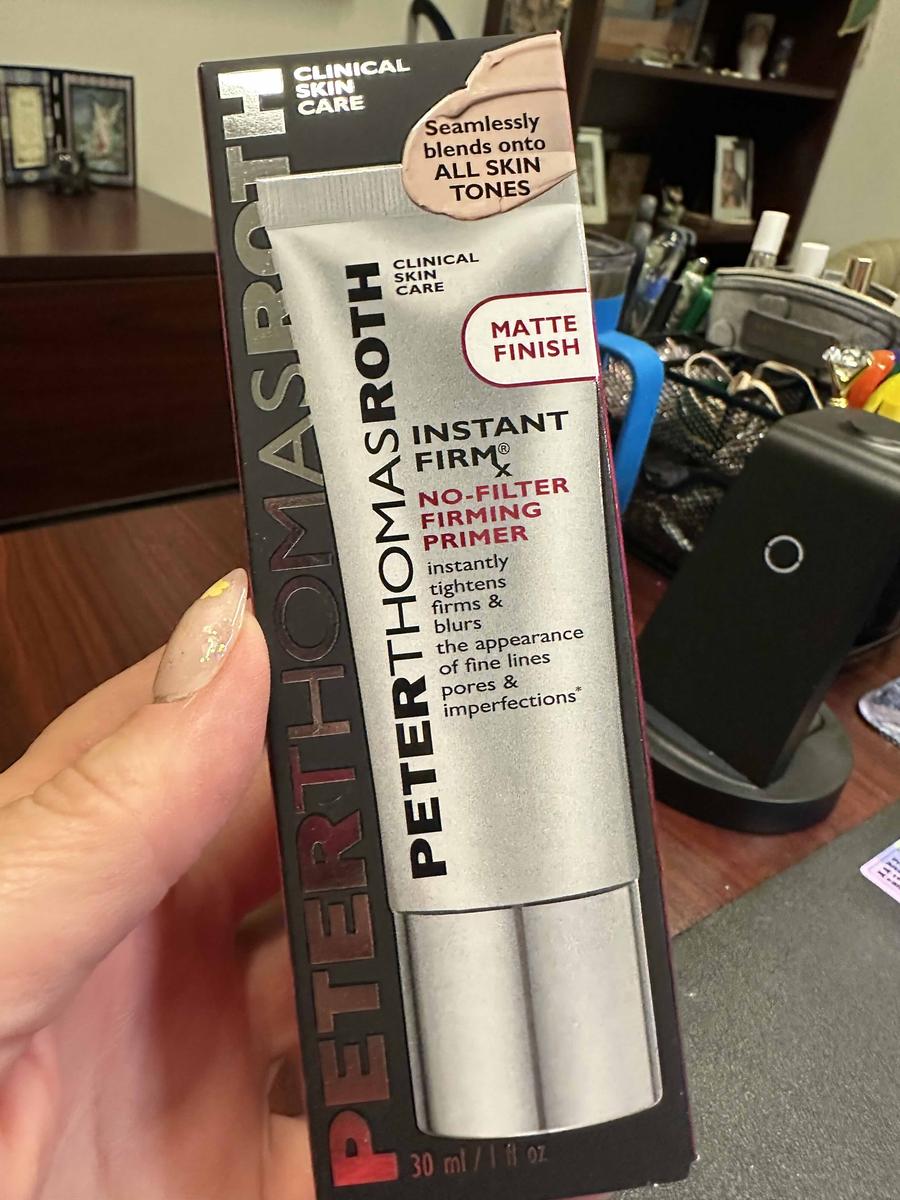 CLINICAL
SKIN
CARE
PETERTHOMASROTH
Seamlessly
blends onto
ALL SKIN
TONES
PETERTHOMASROTH
CLINICAL
SKIN
CARE
MATTE
FINISH
INSTANT
FIRMx®
NO-FILTER
FIRMING
PRIMER
instantly
tightens
firms &
blurs
the appearance
of fine lines
pores &
imperfections*
30 ml / 1 fl oz